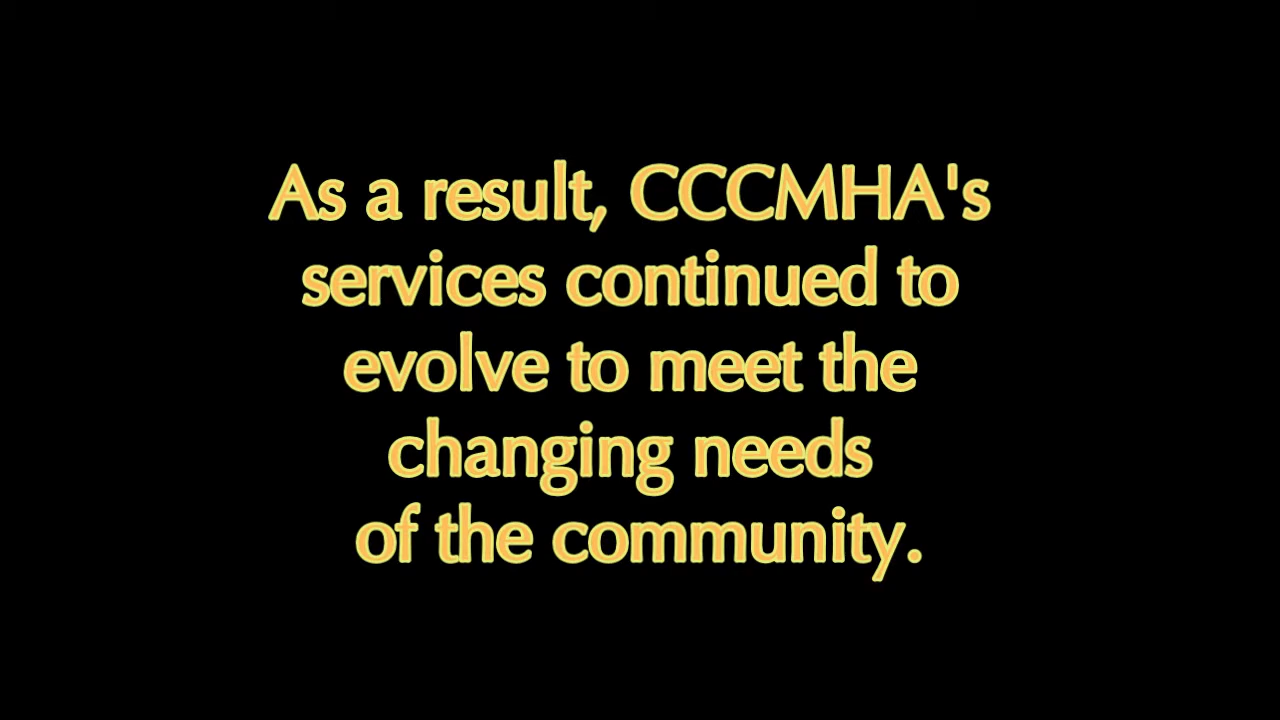 As a result, CCCMHA's
services continued to
evolve to meet the
changing needs
of the community.